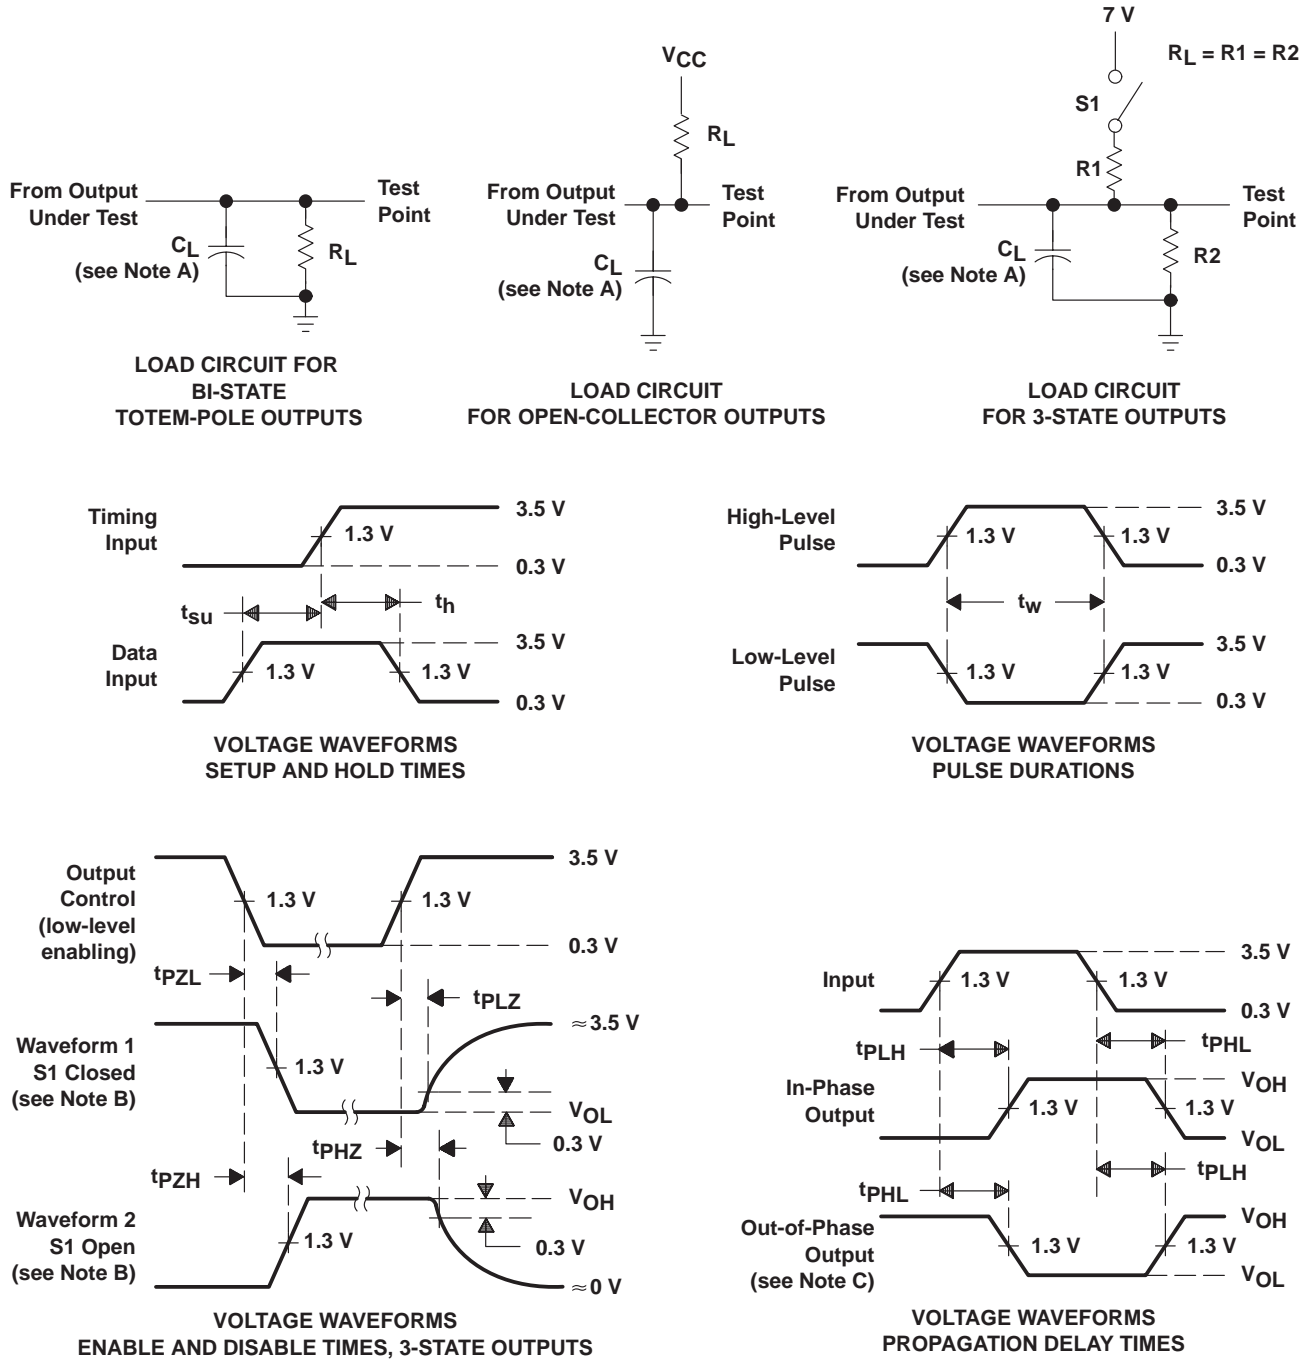 From Output
Under Test
Test
Point
CL
(see Note A)
RL
LOAD CIRCUIT FOR
BI-STATE
TOTEM-POLE OUTPUTS
VCC
RL
From Output
Under Test
Test
Point
CL
(see Note A)
LOAD CIRCUIT
FOR OPEN-COLLECTOR OUTPUTS
7 V
RL = R1 = R2
S1
R1
From Output
Under Test
Test
Point
CL
(see Note A)
R2
LOAD CIRCUIT
FOR 3-STATE OUTPUTS
Timing
Input
1.3 V
3.5 V
0.3 V
tsu
th
Data
Input
1.3 V
1.3 V
3.5 V
0.3 V
VOLTAGE WAVEFORMS
SETUP AND HOLD TIMES
High-Level
Pulse
1.3 V
1.3 V
3.5 V
0.3 V
tw
Low-Level
Pulse
1.3 V
1.3 V
3.5 V
0.3 V
VOLTAGE WAVEFORMS
PULSE DURATIONS
Output
Control
(low-level
enabling)
1.3 V
1.3 V
3.5 V
0.3 V
tPZL
tPLZ
Waveform 1
S1 Closed
(see Note B)
1.3 V
≈3.5 V
VOL
0.3 V
tPHZ
tPZH
Waveform 2
S1 Open
(see Note B)
1.3 V
VOH
0.3 V
≈0 V
VOLTAGE WAVEFORMS
ENABLE AND DISABLE TIMES, 3-STATE OUTPUTS
Input
1.3 V
1.3 V
3.5 V
0.3 V
tPLH
tPHL
In-Phase
Output
1.3 V
1.3 V
VOH
VOL
tPHL
tPLH
Out-of-Phase
Output
(see Note C)
1.3 V
1.3 V
VOH
VOL
VOLTAGE WAVEFORMS
PROPAGATION DELAY TIMES